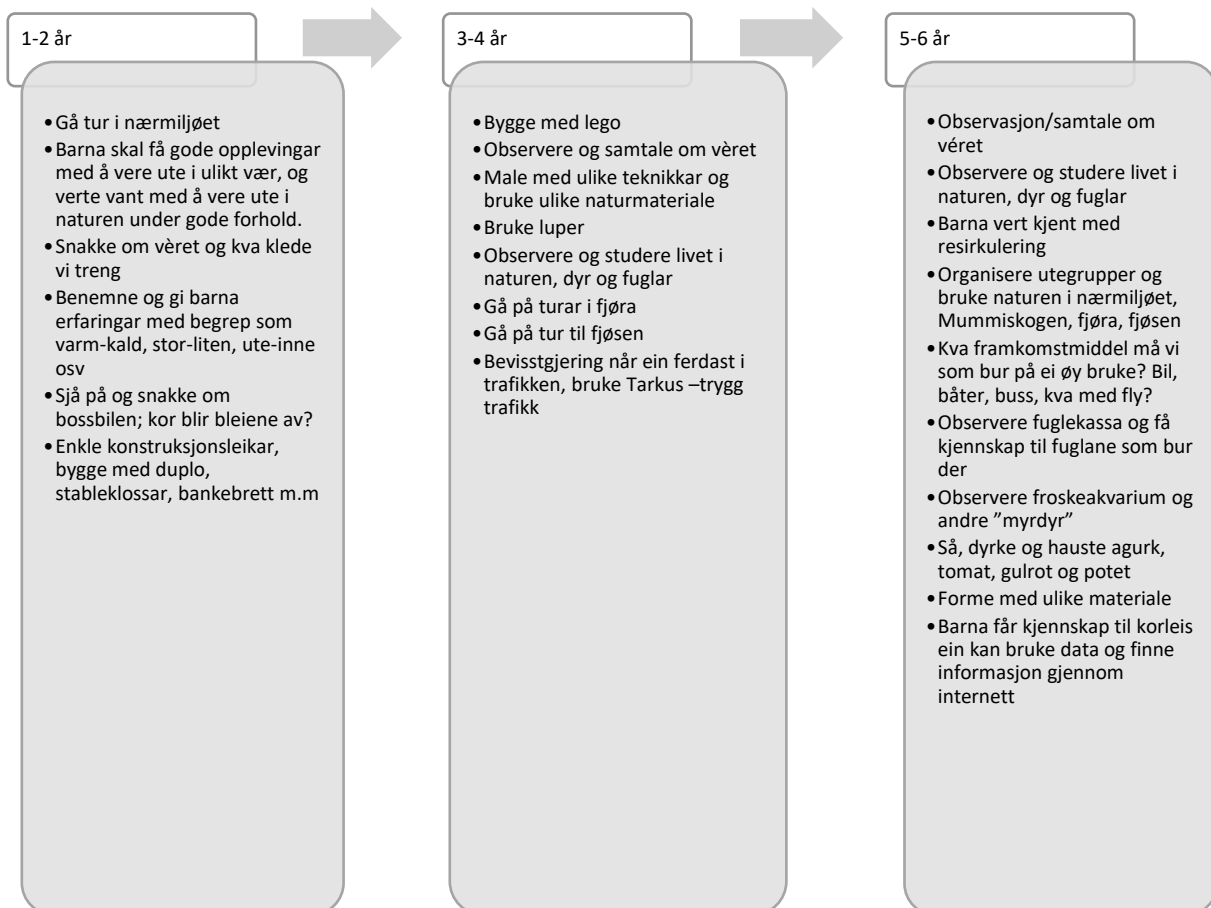 1-2 år
•Gå tur i nærmiljøet
•Barna skal få gode opplevingar
med å vere ute i ulikt vær, og
verte vant med å vere ute i
naturen under gode forhold.
•Snakke om vèret og kva klede
vi treng
•Benemne og gi barna
erfaringar med begrep som
varm-kald, stor-liten, ute-inne
osv
•Sjå på og snakke om
bossbilen; kor blir bleiene av?
•Enkle konstruksjonsleikar,
bygge med duplo,
stableklossar, bankebrett m.m
3-4 år
•Bygge med lego
•Observere og samtale om vèret
•Male med ulike teknikkar og
bruke ulike naturmateriale
•Bruke luper
•Observere og studere livet i
naturen, dyr og fuglar
•Gå på turar i fjøra
•Gå på tur til fjøsen
•Bevisstgjering når ein ferdast i
trafikken, bruke Tarkus –trygg
trafikk
5-6 år
•Observasjon/samtale om
véret
•Observere og studere livet i
naturen, dyr og fuglar
•Barna vert kjent med
resirkulering
•Organisere utegrupper og
bruke naturen i nærmiljøet,
Mummiskogen, fjøra, fjøsen
•Kva framkomstmiddel må vi
som bur på ei øy bruke? Bil,
båter, buss, kva med fly?
•Observere fuglekassa og få
kjennskap til fuglane som bur
der
•Observere froskeakvarium og
andre ”myrdyr”
•Så, dyrke og hauste agurk,
tomat, gulrot og potet
•Forme med ulike materiale
•Barna får kjennskap til korleis
ein kan bruke data og finne
informasjon gjennom
internett